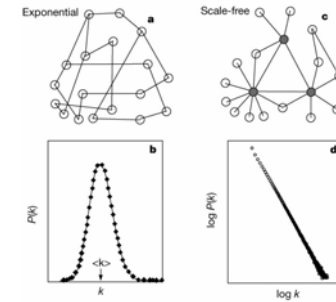 Exponential
a
Scale-free
c
b
P(k)
<k>
k
d
log P(k)
log k